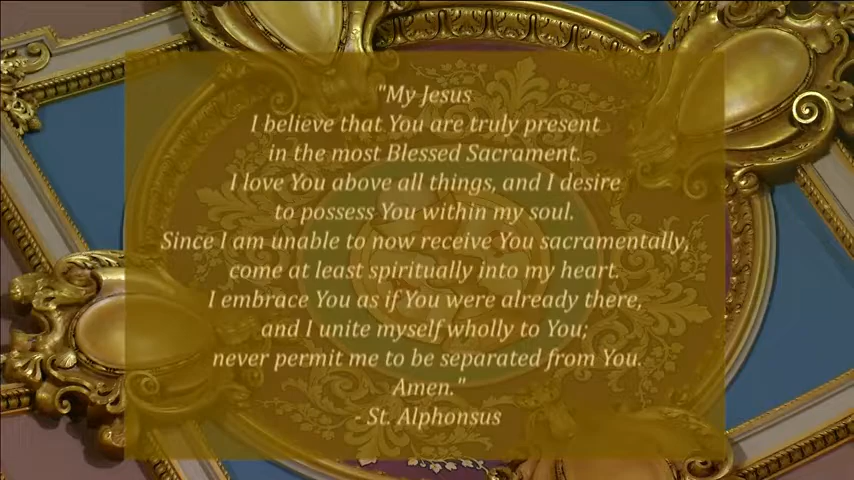 "My Jesus
I believe that You are truly present
in the most Blessed Sacrament.
I love You above all things, and I desire
to possess You within my soul.
Since I am unable to now receive You sacramentally,
come at least spiritually into my heart.
I embrace You as if You were already there,
and I unite myself wholly to You;
never permit me to be separated from You.
Amen."
- St. Alphonsus